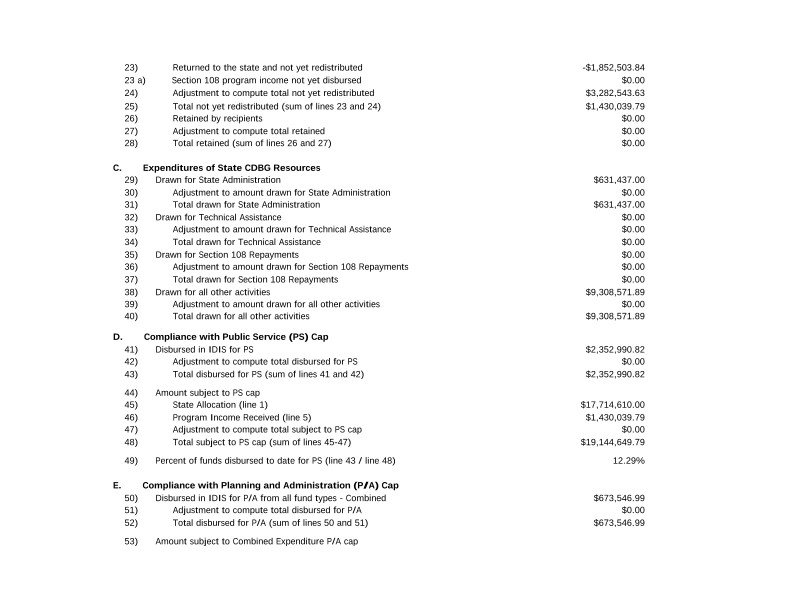 23) Returned to the state and not yet redistributed -$1,852,503.84
23 a) Section 108 program income not yet disbursed $0.00
24) Adjustment to compute total not yet redistributed $3,282,543.63
25) Total not yet redistributed (sum of lines 23 and 24) $1,430,039.79
26) Retained by recipients $0.00
27) Adjustment to compute total retained $0.00
28) Total retained (sum of lines 26 and 27) $0.00
C. Expenditures of State CDBG Resources
29) Drawn for State Administration $631,437.00
30) Adjustment to amount drawn for State Administration $0.00
31) Total drawn for State Administration $631,437.00
32) Drawn for Technical Assistance $0.00
33) Adjustment to amount drawn for Technical Assistance $0.00
34) Total drawn for Technical Assistance $0.00
35) Drawn for Section 108 Repayments $0.00
36) Adjustment to amount drawn for Section 108 Repayments $0.00
37) Total drawn for Section 108 Repayments $0.00
38) Drawn for all other activities $9,308,571.89
39) Adjustment to amount drawn for all other activities $0.00
40) Total drawn for all other activities $9,308,571.89
D. Compliance with Public Service (PS) Cap
41) Disbursed in IDIS for PS $2,352,990.82
42) Adjustment to compute total disbursed for PS $0.00
43) Total disbursed for PS (sum of lines 41 and 42) $2,352,990.82
44) Amount subject to PS cap
45) State Allocation (line 1) $17,714,610.00
46) Program Income Received (line 5) $1,430,039.79
47) Adjustment to compute total subject to PS cap $0.00
48) Total subject to PS cap (sum of lines 45-47) $19,144,649.79
49) Percent of funds disbursed to date for PS (line 43 / line 48) 12.29%
E. Compliance with Planning and Administration (P/A) Cap
50) Disbursed in IDIS for P/A from all fund types - Combined $673,546.99
51) Adjustment to compute total disbursed for P/A $0.00
52) Total disbursed for P/A (sum of lines 50 and 51) $673,546.99
53) Amount subject to Combined Expenditure P/A cap